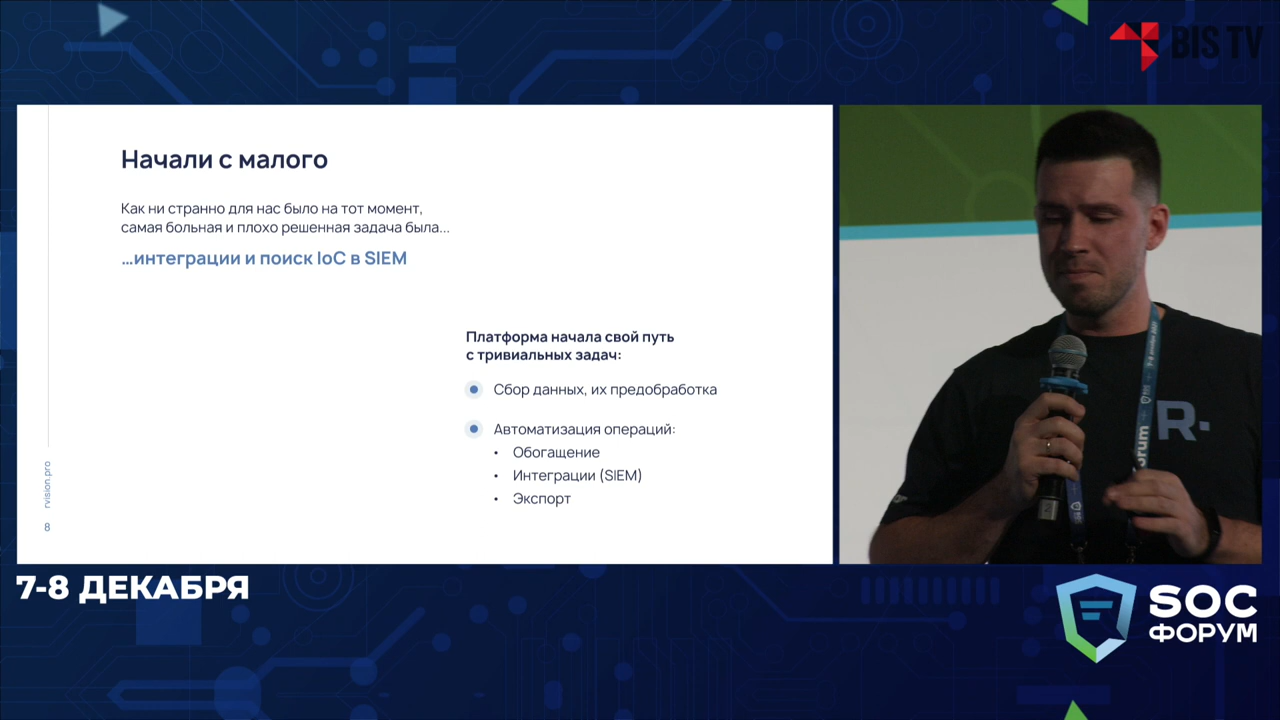 BIS TV
Начали с малого
Как ни странно для нас было на тот момент,
самая больная и плохо решенная задача была...
...интеграции и поиск IoC в SIEM
Платформа начала свой путь
с тривиальных задач:
Сбор данных, их предобработка
Автоматизация операций:
• Обогащение
• Интеграции (SIEM)
• Экспорт
rvision.pro
8
R-
7-8 ДЕКАБРЯ
SOC
ФОРУМ